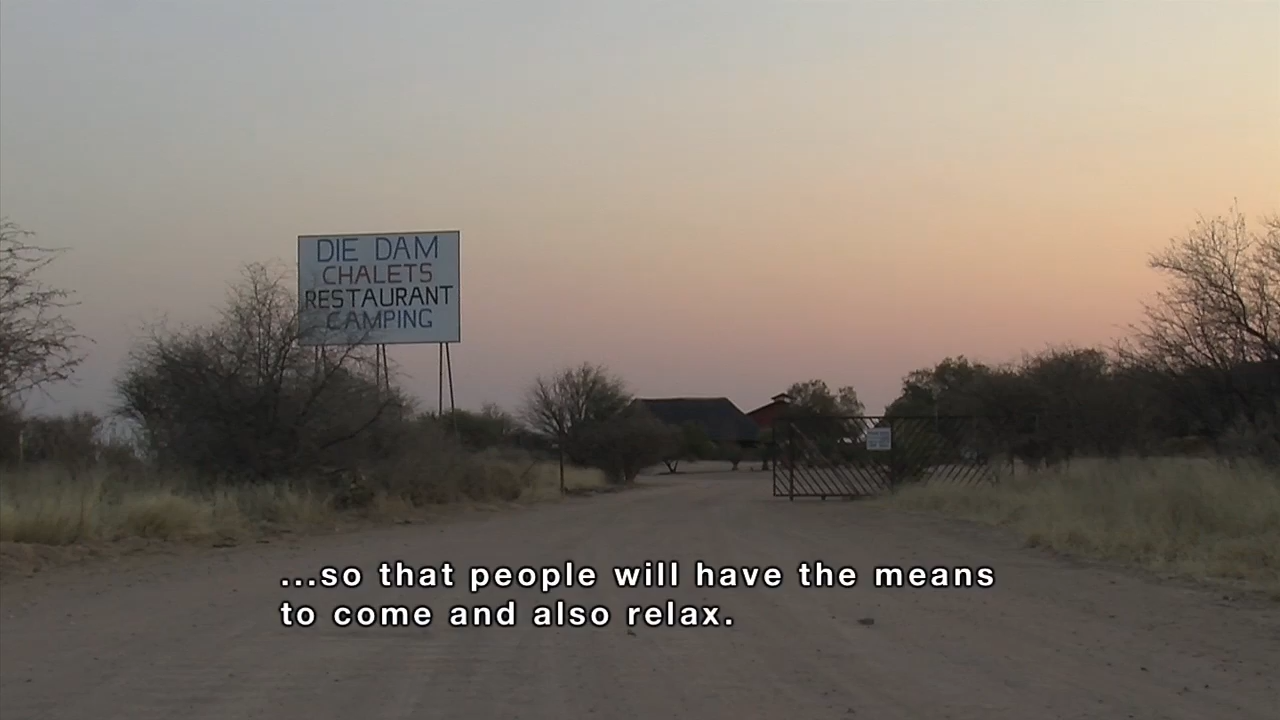 DIE DAM
CHALETS
RESTAURANT
CAMPING
...so that people will have the means
to come and also relax.